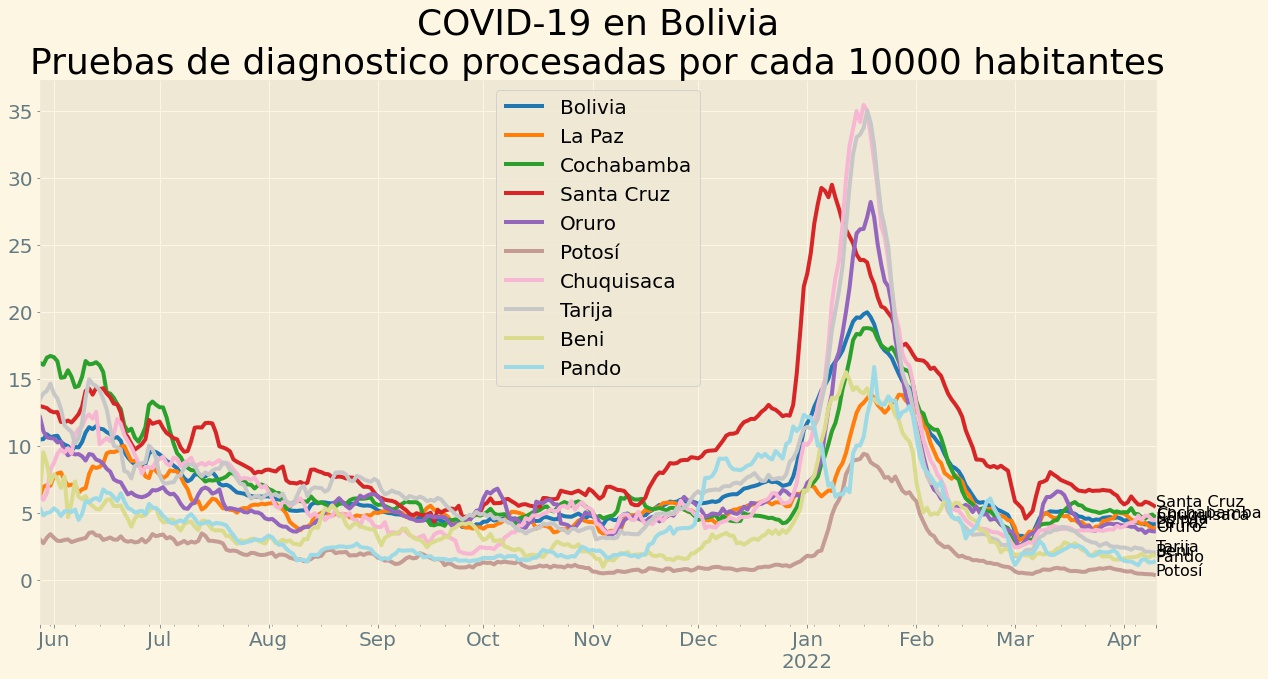 COVID-19 en Bolivia
Pruebas de diagnostico procesadas por cada 10000 habitantes
Bolivia
La Paz
Cochabamba
Santa Cruz
Oruro
Potosí
Chuquisaca
Tarija
Beni
Pando
35
30
25
20
15
10
5
0
Santa Cruz
Cochabamba
Chuquisaca
Oruro
Tarija
Beni
Pando
Potosí
Jun
Jul
Aug
Sep
Oct
Nov
Dec
Jan
2022
Feb
Mar
Apr